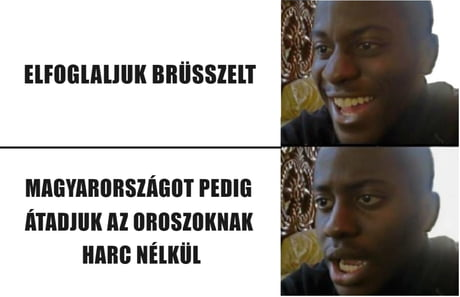 ELFOGLALJUK BRÜSSZELT
MAGYARORSZÁGOT PEDIG
ÁTADJUK AZ OROSZOKNAK
HARC NÉLKÜL